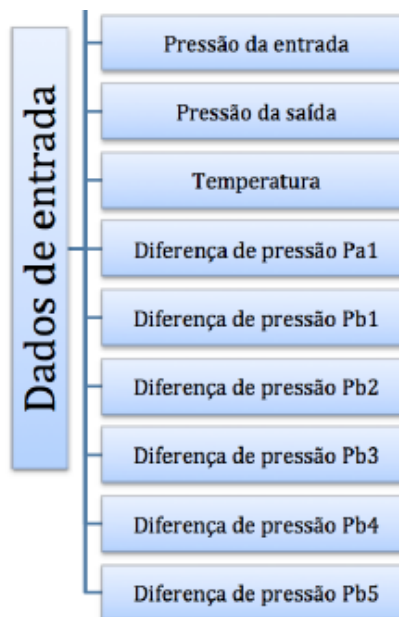 Dados de entrada
Pressão da entrada
Pressão da saída
Temperatura
Diferença de pressão Pa1
Diferença de pressão Pb1
Diferença de pressão Pb2
Diferença de pressão Pb3
Diferença de pressão Pb4
Diferença de pressão Pb5